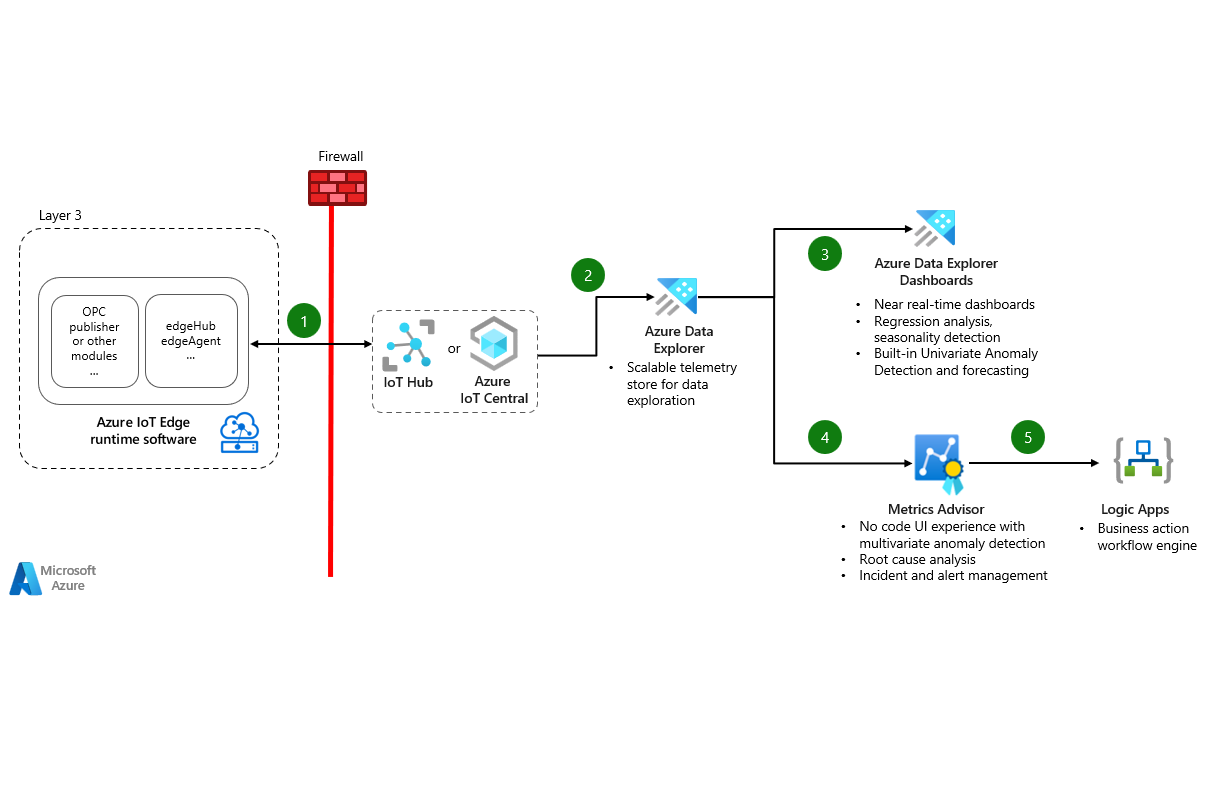 Firewall
Layer 3
OPC
publisher
or other
modules
...
edgeHub
edgeAgent
...
Azure IoT Edge
runtime software
1
IoT Hub
or
Azure
IoT Central
2
Azure Data
Explorer
• Scalable telemetry
store for data
exploration
3
Azure Data Explorer
Dashboards
• Near real-time dashboards
• Regression analysis,
seasonality detection
• Built-in Univariate Anomaly
Detection and forecasting
4
Metrics Advisor
• No code UI experience with
multivariate anomaly detection
• Root cause analysis
• Incident and alert management
5
Logic Apps
• Business action
workflow engine
Microsoft
Azure